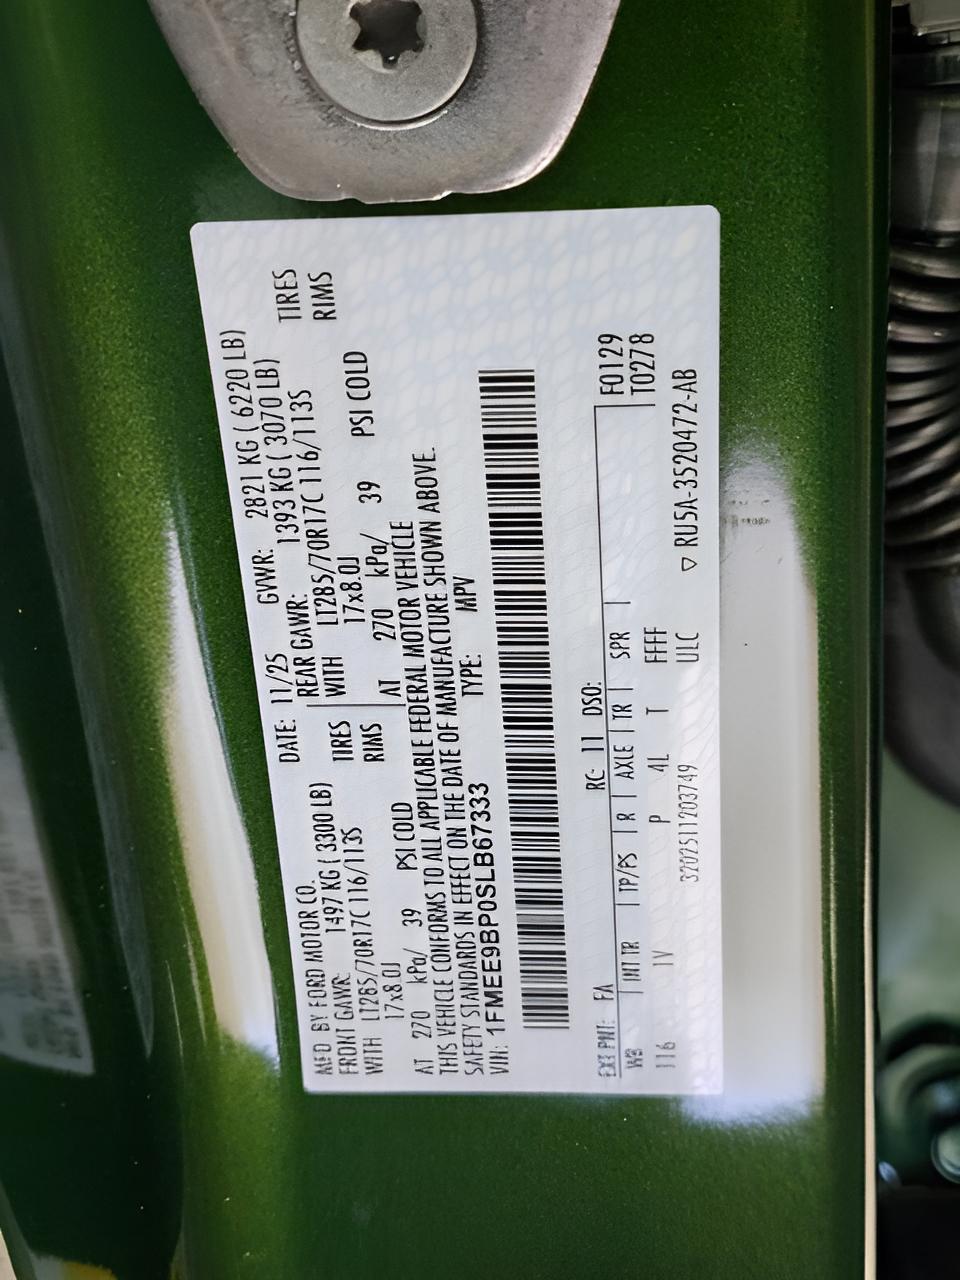 MFD BY FORD MOTOR CO. DATE: 11/25 GVWR: 2821 KG ( 6220 LB)
FRONT GAWR: 1497 KG ( 3300 LB) REAR GAWR: 1393 KG ( 3070 LB)
WITH LT285/70R17C 116/113S TIRES WITH LT285/70R17C 116/113S TIRES
17x8.0J RIMS 17x8.0J RIMS
AT 270 kPa/ 39 PSI COLD AT 270 kPa/ 39 PSI COLD
THIS VEHICLE CONFORMS TO ALL APPLICABLE FEDERAL MOTOR VEHICLE
SAFETY STANDARDS IN EFFECT ON THE DATE OF MANUFACTURE SHOWN ABOVE.
VIN: 1FMEE9BP0SLB67333 TYPE: MPV
EXT PNT: FA RC: 11 DSO: F0129
WB INT TR TP/PS R AXLE TR SPR T0278
116 1V P 4L T FFFF
3202511203749 ULC ▽ RU5A-3520472-AB